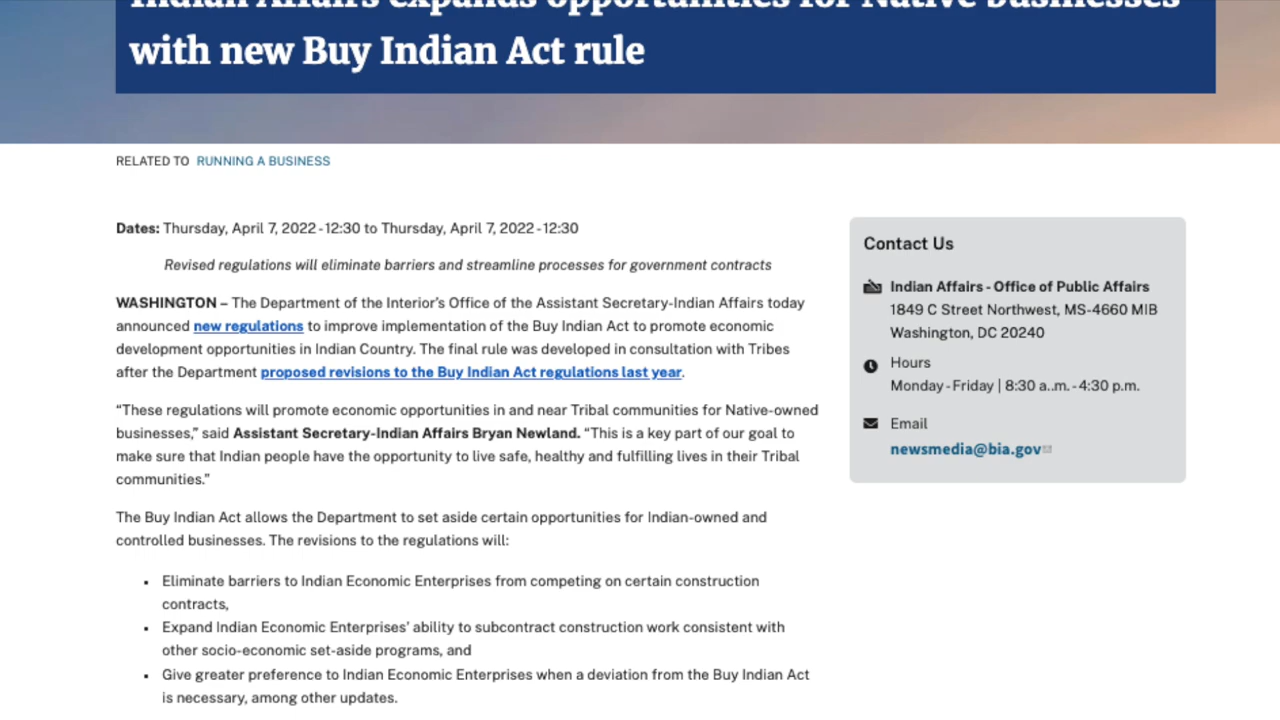 Indian Affairs expands opportunities for Native businesses
with new Buy Indian Act rule
RELATED TO RUNNING A BUSINESS
Dates: Thursday, April 7, 2022 - 12:30 to Thursday, April 7, 2022 - 12:30
Revised regulations will eliminate barriers and streamline processes for government contracts
WASHINGTON – The Department of the Interior’s Office of the Assistant Secretary-Indian Affairs today
announced new regulations to improve implementation of the Buy Indian Act to promote economic
development opportunities in Indian Country. The final rule was developed in consultation with Tribes
after the Department proposed revisions to the Buy Indian Act regulations last year.
“These regulations will promote economic opportunities in and near Tribal communities for Native-owned
businesses,” said Assistant Secretary-Indian Affairs Bryan Newland. “This is a key part of our goal to
make sure that Indian people have the opportunity to live safe, healthy and fulfilling lives in their Tribal
communities.”
The Buy Indian Act allows the Department to set aside certain opportunities for Indian-owned and
controlled businesses. The revisions to the regulations will:
▪ Eliminate barriers to Indian Economic Enterprises from competing on certain construction
contracts,
▪ Expand Indian Economic Enterprises’ ability to subcontract construction work consistent with
other socio-economic set-aside programs, and
▪ Give greater preference to Indian Economic Enterprises when a deviation from the Buy Indian Act
is necessary, among other updates.
Contact Us
Indian Affairs - Office of Public Affairs
1849 C Street Northwest, MS-4660 MIB
Washington, DC 20240
Hours
Monday - Friday | 8:30 a..m. - 4:30 p.m.
Email
newsmedia@bia.gov